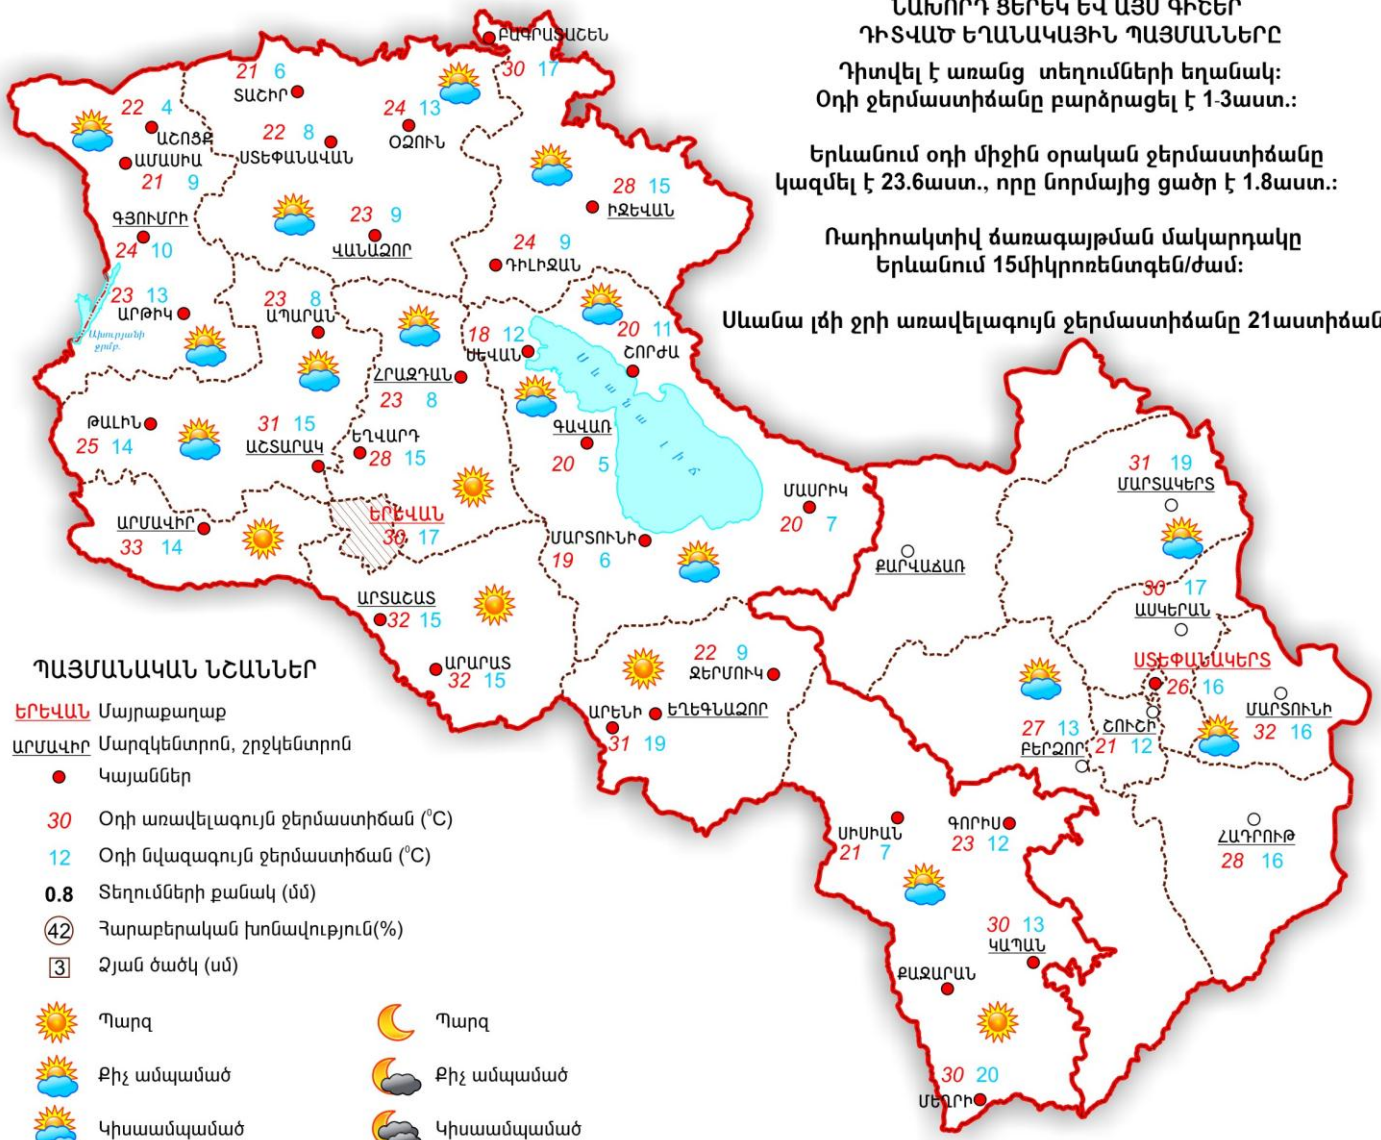 ՆԱԽՈՐԴ ՑԵՐԵԿ ԵՎ ԱՅՍ ԳԻՇԵՐ
ԴԻՏՎԱԾ ԵՂԱՆԱԿԱՅԻՆ ՊԱՅՄԱՆՆԵՐԸ
Դիտվել է առանց տեղումների եղանակ:
Օդի ջերմաստիճանը բարձրացել է 1-3աստ.:
Երևանում օդի միջին օրական ջերմաստիճանը
կազմել է 23.6աստ., որը նորմայից ցածր է 1.8աստ.:
Ռադիոակտիվ ճառագայթման մակարդակը
Երևանում 15միկրոռենտգեն/ժամ:
Սևանա լճի ջրի առավելագույն ջերմաստիճանը 21աստիճան
ԲԱԳՐԱՏԱՇԵՆ
30 17
21 6
ՏԱՇԻՐ
22 4
ԱՇՈՑՔ
24 13
ՕՁՈՒՆ
22 8
ՍՏԵՓԱՆԱՎԱՆ
ԱՄԱՍԻԱ
21 9
28 15
ԻՋԵՎԱՆ
ԳՅՈՒՄՐԻ
24 10
23 9
ՎԱՆԱՁՈՐ
24 9
ԴԻԼԻՋԱՆ
23 13
ԱՐԹԻԿ
23 8
ԱՊԱՐԱՆ
Ախուրյանի
ջրմբ.
18 12
ՍԵՎԱՆ
20 11
ՇՈՐԺԱ
Սևանա լիճ
ՀՐԱԶԴԱՆ
23 8
ԹԱԼԻՆ
25 14
31 15
ԱՇՏԱՐԱԿ
ԵՂՎԱՐԴ
28 15
ԳԱՎԱՌ
20 5
ՄԱՍՐԻԿ
20 7
31 19
ՄԱՐՏԱԿԵՐՏ
ԱՐՄԱՎԻՐ
33 14
ԵՐԵՎԱՆ
30 17
ՄԱՐՏՈՒՆԻ
19 6
ՔԱՐՎԱՃԱՌ
30 17
ԱՍԿԵՐԱՆ
ԱՐՏԱՇԱՏ
32 15
ԱՐԱՐԱՏ
32 15
22 9
ՋԵՐՄՈՒԿ
ՍՏԵՓԱՆԱԿԵՐՏ
26 16
ԱՐԵՆԻ
31 19
ԵՂԵԳՆԱՁՈՐ
27 13
ԲԵՐՁՈՐ
ՇՈՒՇԻ
21 12
ՄԱՐՏՈՒՆԻ
32 16
ՍԻՍԻԱՆ
21 7
ԳՈՐԻՍ
23 12
ՀԱԴՐՈՒԹ
28 16
30 13
ԿԱՊԱՆ
ՔԱՋԱՐԱՆ
30 20
ՄԵՂՐԻ
ՊԱՅՄԱՆԱԿԱՆ ՆՇԱՆՆԵՐ
ԵՐԵՎԱՆ Մայրաքաղաք
ԱՐՄԱՎԻՐ Մարզկենտրոն, շրջկենտրոն
Կայաններ
30 Օդի առավելագույն ջերմաստիճան (⁰C)
12 Օդի նվազագույն ջերմաստիճան (⁰C)
0.8 Տեղումների քանակ (մմ)
42 Հարաբերական խոնավություն(%)
3 Ձյան ծածկ (սմ)
Պարզ Պարզ
Քիչ ամպամած Քիչ ամպամած
Կիսաամպամած Կիսաամպամած